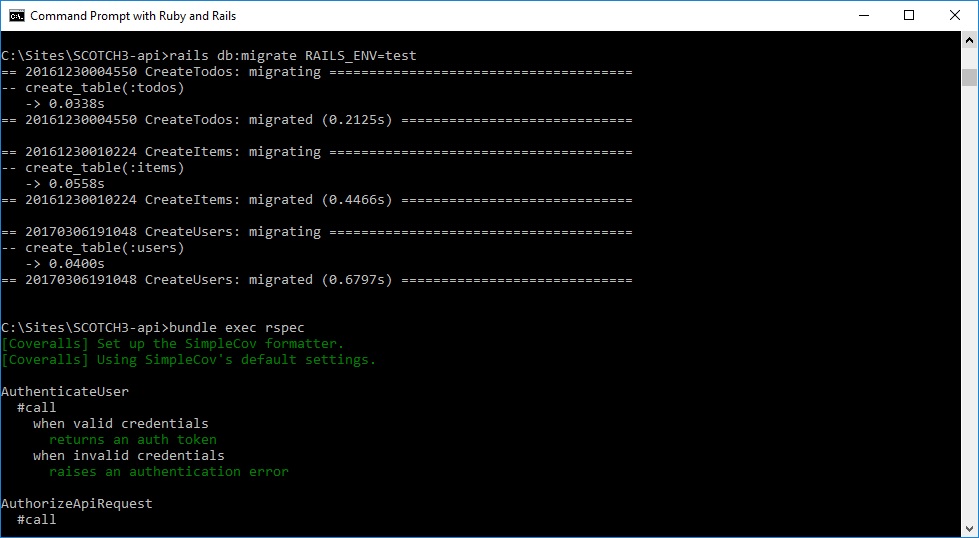 Command Prompt with Ruby and Rails
C:\Sites\SCOTCH3-api>rails db:migrate RAILS_ENV=test
== 20161230004550 CreateTodos: migrating ======================================
-- create_table(:todos)
   -> 0.0338s
== 20161230004550 CreateTodos: migrated (0.2125s) =============================
== 20161230010224 CreateItems: migrating ======================================
-- create_table(:items)
   -> 0.0558s
== 20161230010224 CreateItems: migrated (0.4466s) =============================
== 20170306191048 CreateUsers: migrating ======================================
-- create_table(:users)
   -> 0.0400s
== 20170306191048 CreateUsers: migrated (0.6797s) =============================
C:\Sites\SCOTCH3-api>bundle exec rspec
[Coveralls] Set up the SimpleCov formatter.
[Coveralls] Using SimpleCov's default settings.
AuthenticateUser
  #call
    when valid credentials
      returns an auth token
    when invalid credentials
      raises an authentication error
AuthorizeApiRequest
  #call